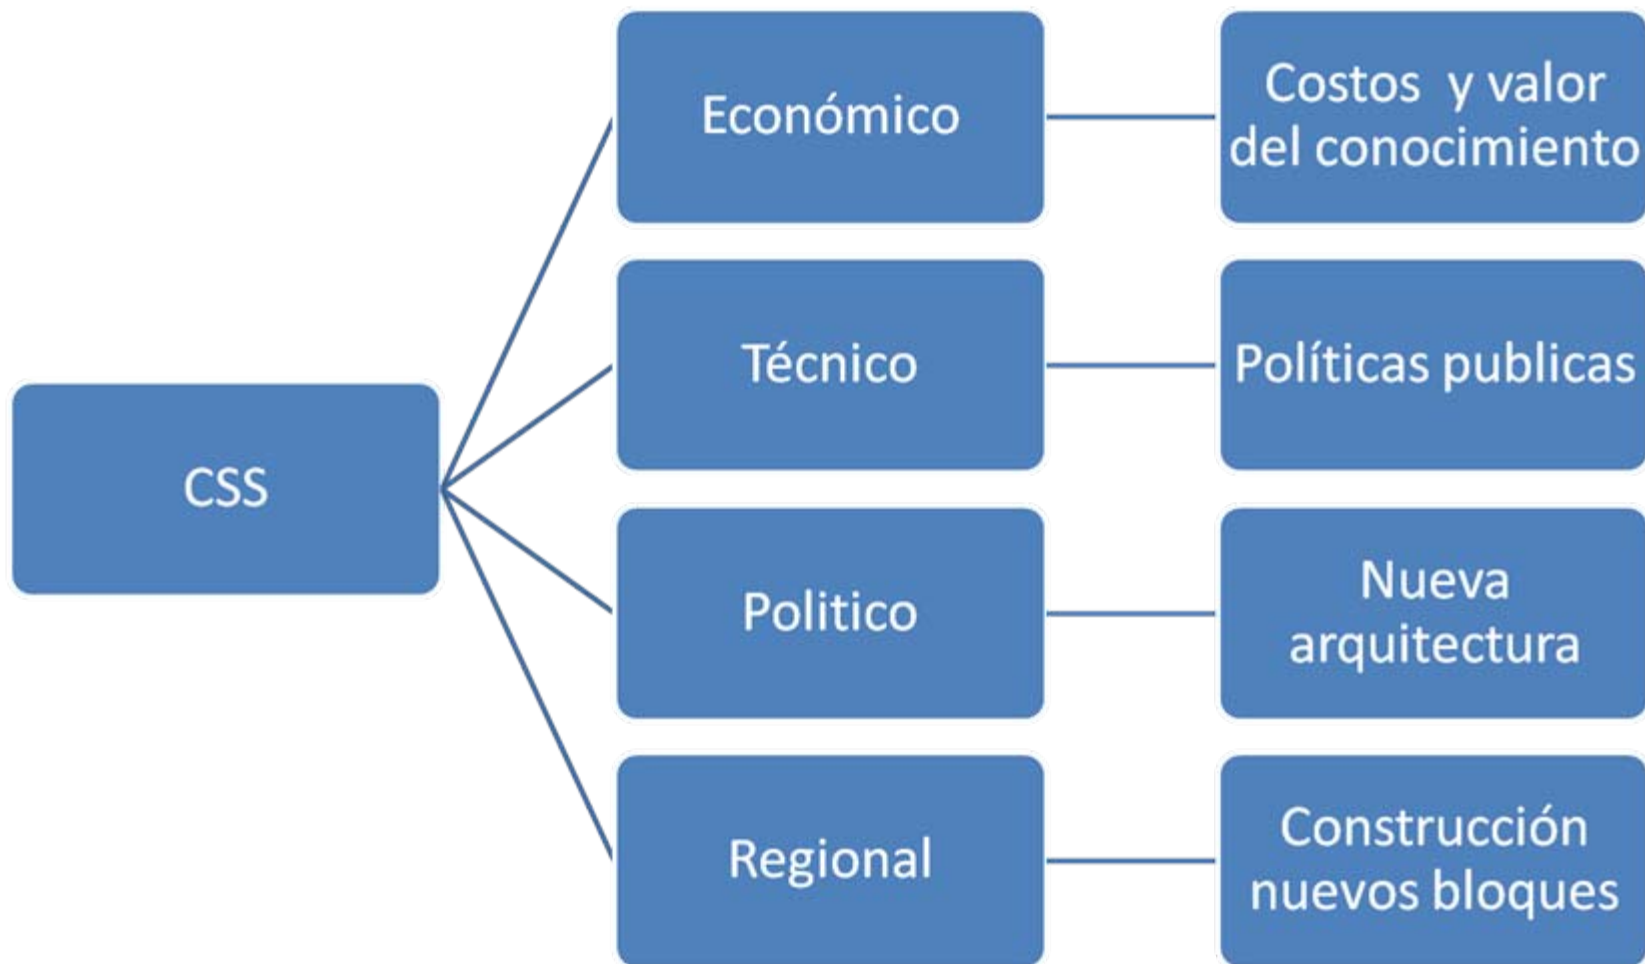 CSS
Económico
Costos y valor
del conocimiento
Técnico
Políticas publicas
Politico
Nueva
arquitectura
Regional
Construcción
nuevos bloques